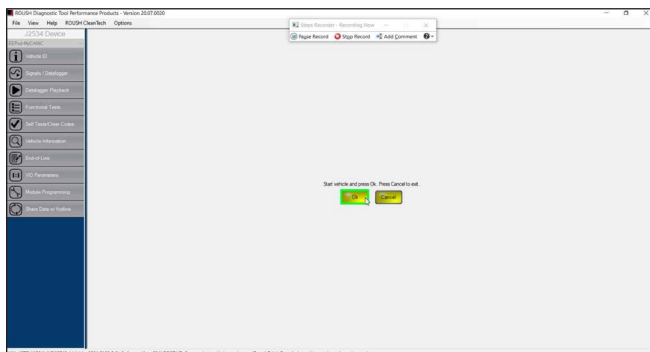 ROUSH Diagnostic Tool Performance Products - Version 20.07.0020
File View Help ROUSH CleanTech Options
Steps Recorder - Recording Now
Pause Record Stop Record Add Comment
J2534 Device
Vehicle ID
Signals / Datalogger
Datalogger Playback
Functional Tests
Self Tests/Clear Codes
Vehicle Information
End-of-Line
VID Parameters
Module Programming
Share Data or Hotline
Start vehicle and press Ok. Press Cancel to exit.
Ok Cancel